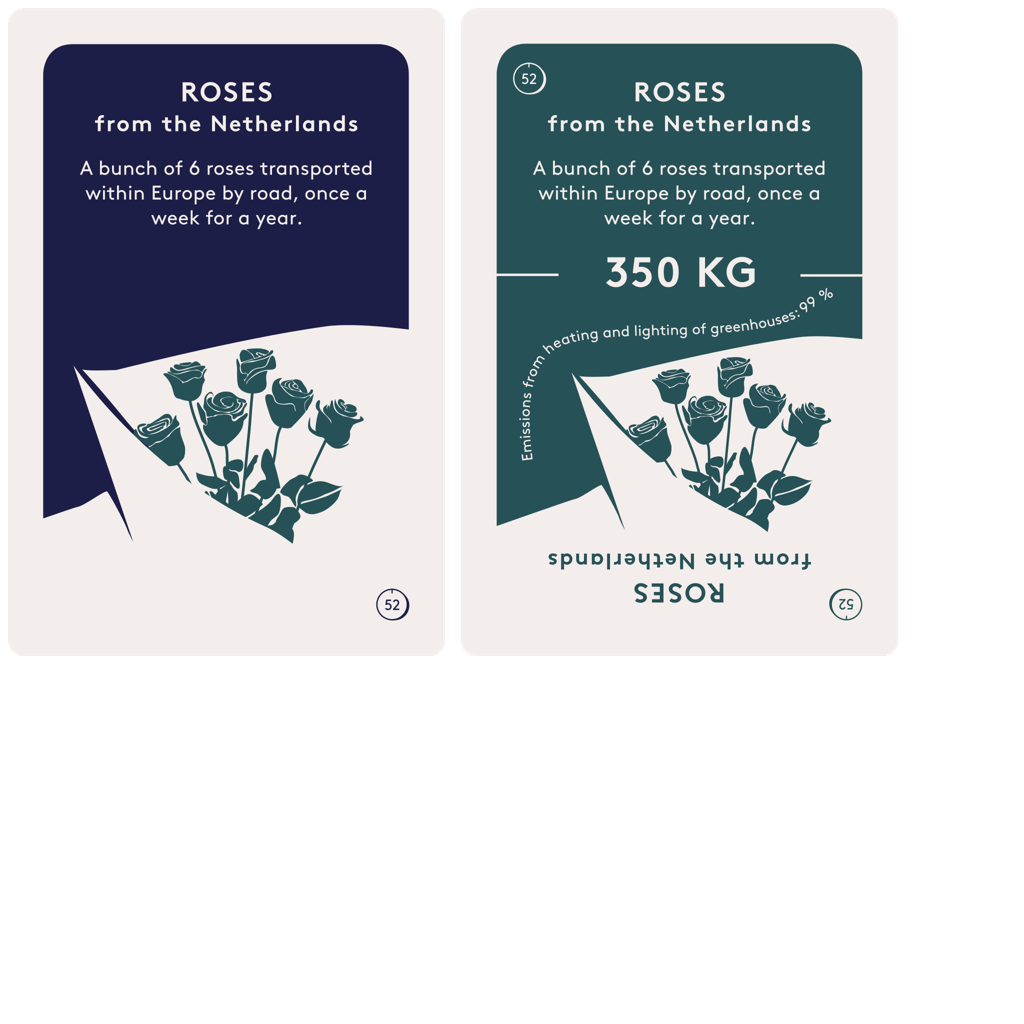 ROSES
from the Netherlands
A bunch of 6 roses transported
within Europe by road, once a
week for a year.
52
52
ROSES
from the Netherlands
A bunch of 6 roses transported
within Europe by road, once a
week for a year.
350 KG
Emissions from heating and lighting of greenhouses: 99 %
ROSES
from the Netherlands
52